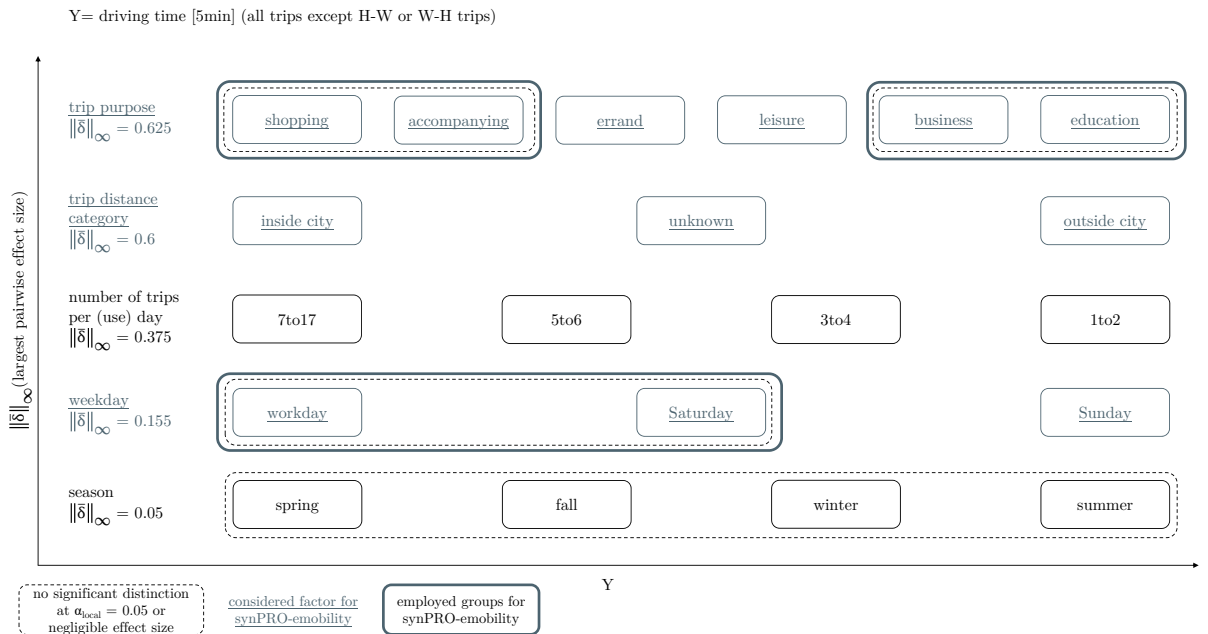 Y= driving time [5min] (all trips except H-W or W-H trips)
‖δ̄‖∞(largest pairwise effect size)
trip purpose
‖δ̄‖∞ = 0.625
shopping
accompanying
errand
leisure
business
education
trip distance
category
‖δ̄‖∞ = 0.6
inside city
unknown
outside city
number of trips
per (use) day
‖δ̄‖∞ = 0.375
7to17
5to6
3to4
1to2
weekday
‖δ̄‖∞ = 0.155
workday
Saturday
Sunday
season
‖δ̄‖∞ = 0.05
spring
fall
winter
summer
Y
no significant distinction
at αlocal = 0.05 or
negligible effect size
considered factor for
synPRO-emobility
employed groups for
synPRO-emobility